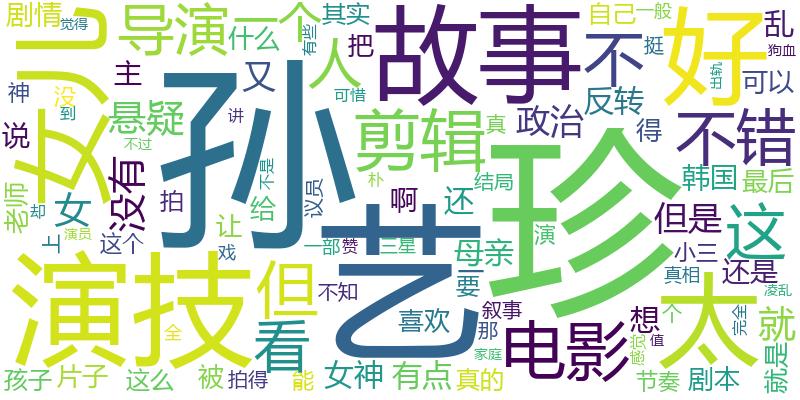 剧情
觉得
导演
一个
什么
其实
有些
把
自己
一般
挺
好
乱
狗血
神
没
到
主
又
人
故事
不
反转
可以
出轨
说
女儿
悬疑
可惜
讲
剪辑
真
政治
得
不错
不过
孙
老师
却
女
没有
拍
给
不是
议员
朴
结局
啊
还
韩国
最后
上
演员
这个
让
戏
艺
珍
演
但是
这
一部
赞
三星
母亲
小三
真相
还是
凌乱
演技
全
但
不知
要
叙事
那
太
想
个
完全
就
看
喜欢
电影
家庭
感觉
值
就是
孩子
片子
这么
被
拍得
能
女神
有点
真的
节奏
剧本